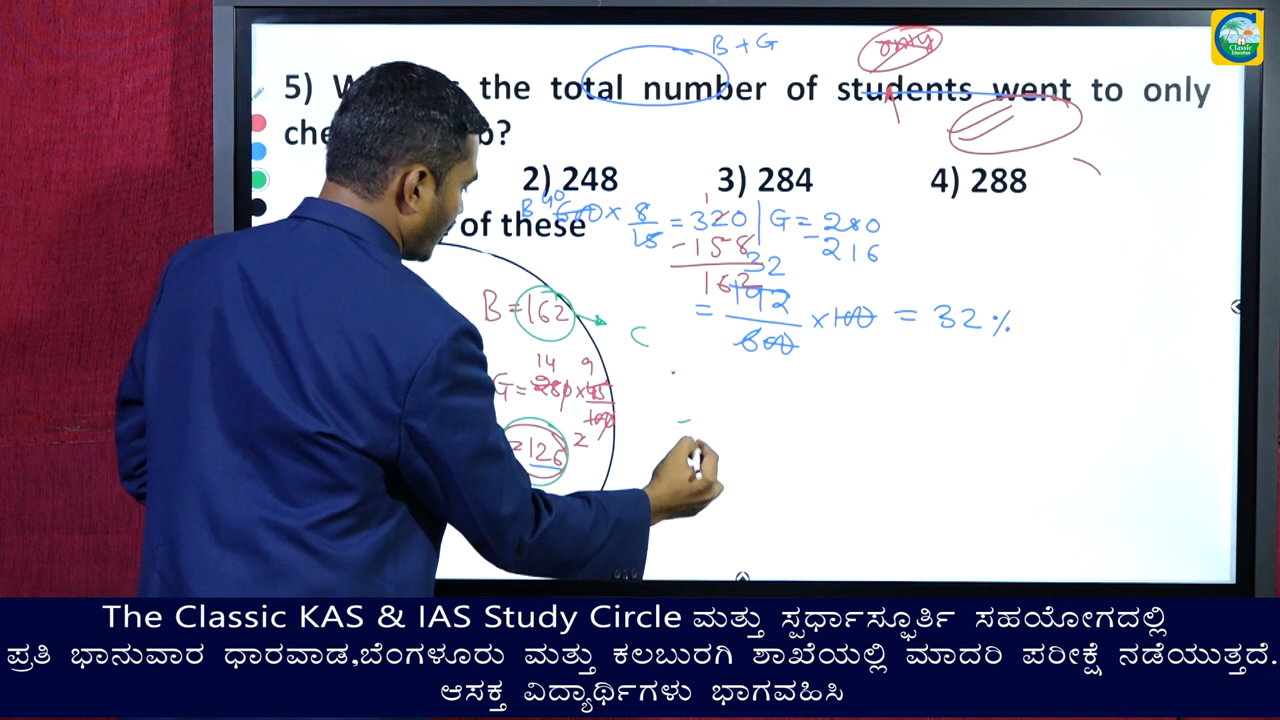 B + G
only
5) W the total number of students went to only
che b?
2) 248 3) 284 4) 288
of these
B 40 600 × 8/15 = 320 | G = 280
- 158 - 216
162 32
= 192/600 × 100 = 32 %
B = 162
C
14 9
G = 280 × 45/100
2
= 126
Classic
Education
The Classic KAS & IAS Study Circle ಮತ್ತು ಸ್ಪರ್ಧಾಸ್ಫೂರ್ತಿ ಸಹಯೋಗದಲ್ಲಿ
ಪ್ರತಿ ಭಾನುವಾರ ಧಾರವಾಡ,ಬೆಂಗಳೂರು ಮತ್ತು ಕಲಬುರಗಿ ಶಾಖೆಯಲ್ಲಿ ಮಾದರಿ ಪರೀಕ್ಷೆ ನಡೆಯುತ್ತದೆ.
ಆಸಕ್ತ ವಿದ್ಯಾರ್ಥಿಗಳು ಭಾಗವಹಿಸಿ